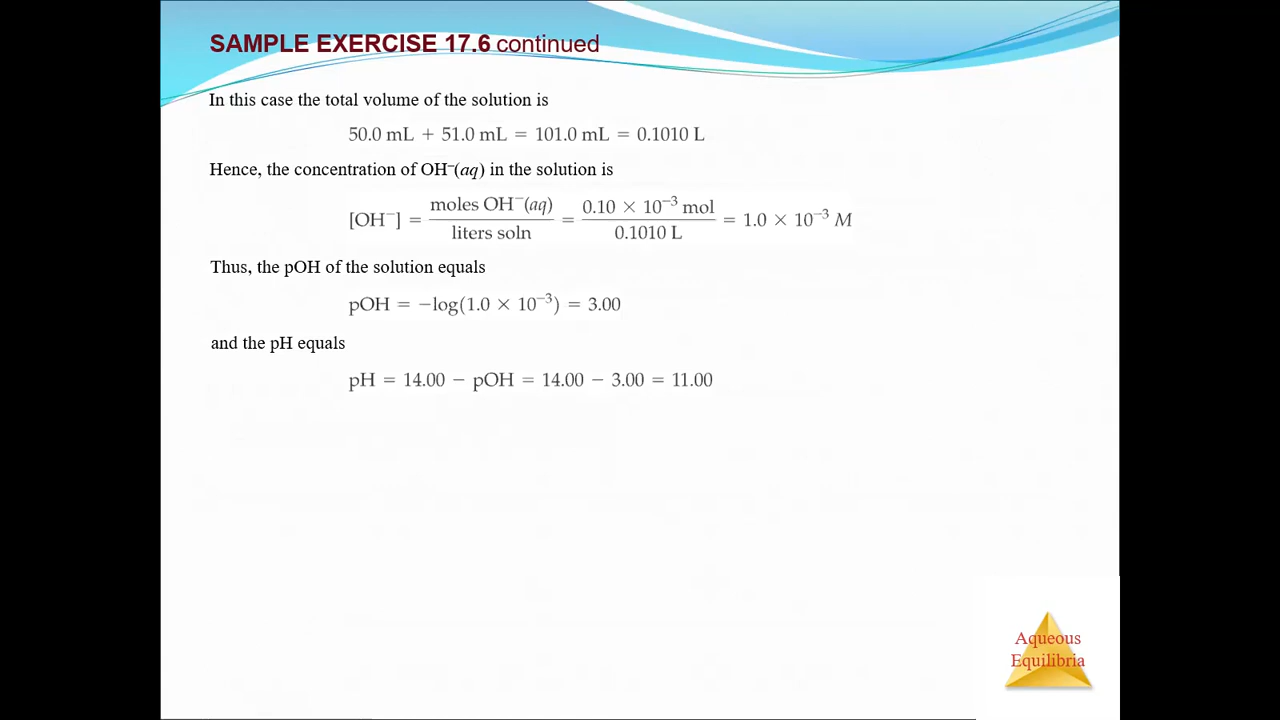 SAMPLE EXERCISE 17.6 continued
In this case the total volume of the solution is
50.0 mL + 51.0 mL = 101.0 mL = 0.1010 L
Hence, the concentration of OH⁻(aq) in the solution is
[OH⁻] = moles OH⁻(aq) / liters soln = 0.10 × 10⁻³ mol / 0.1010 L = 1.0 × 10⁻³ M
Thus, the pOH of the solution equals
pOH = −log(1.0 × 10⁻³) = 3.00
and the pH equals
pH = 14.00 − pOH = 14.00 − 3.00 = 11.00
Aqueous
Equilibria